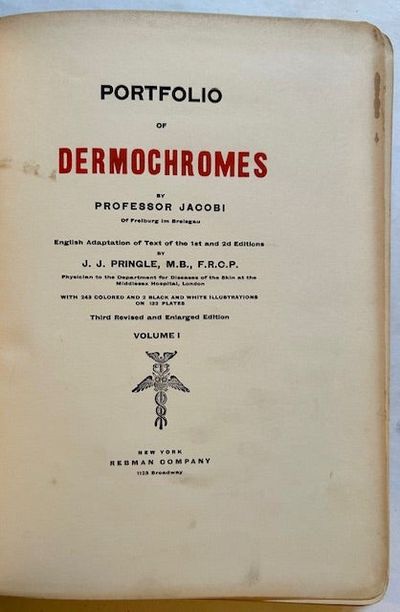 PORTFOLIO
OF
DERMOCHROMES
BY
PROFESSOR JACOBI
Of Freiburg im Breisgau
English Adaptation of Text of the 1st and 2d Editions
BY
J. J. PRINGLE, M.B., F.R.C.P.
Physician to the Department for Diseases of the Skin at the
Middlesex Hospital, London
WITH 243 COLORED AND 2 BLACK AND WHITE ILLUSTRATIONS
ON 133 PLATES
Third Revised and Enlarged Edition
VOLUME I
NEW YORK
REBMAN COMPANY
1123 Broadway